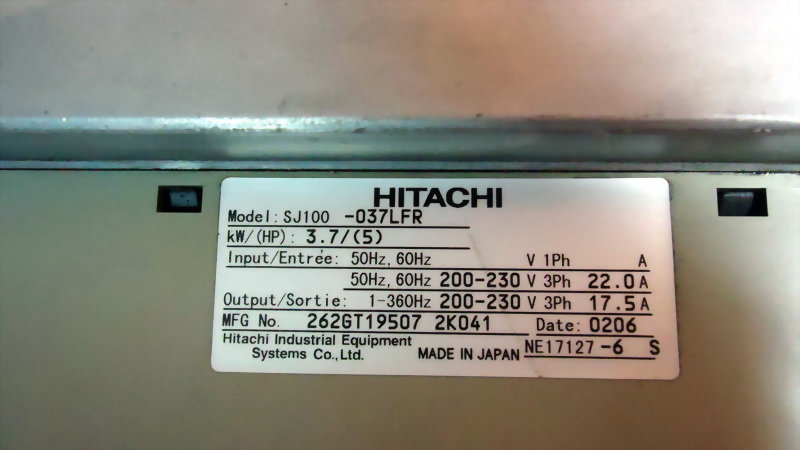 HITACHI
Model: SJ100 -037LFR
kW/(HP): 3.7/(5)
Input/Entrée: 50Hz, 60Hz V 1Ph A
50Hz, 60Hz 200-230 V 3Ph 22.0 A
Output/Sortie: 1-360Hz 200-230 V 3Ph 17.5 A
MFG No. 262GT19507 2K041 Date: 0206
Hitachi Industrial Equipment
Systems Co., Ltd. MADE IN JAPAN NE17127 -6 S